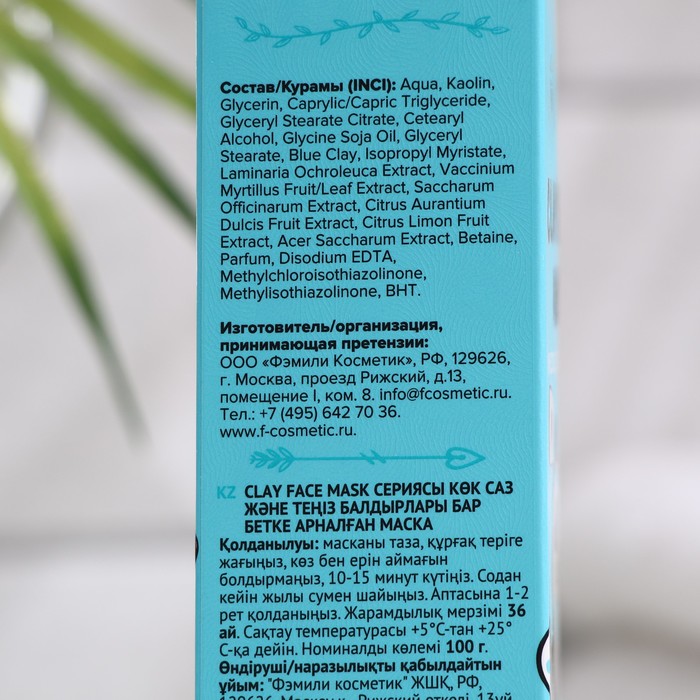 Состав/Курамы (INCI): Aqua, Kaolin,
Glycerin, Caprylic/Capric Triglyceride,
Glyceryl Stearate Citrate, Cetearyl
Alcohol, Glycine Soja Oil, Glyceryl
Stearate, Blue Clay, Isopropyl Myristate,
Laminaria Ochroleuca Extract, Vaccinium
Myrtillus Fruit/Leaf Extract, Saccharum
Officinarum Extract, Citrus Aurantium
Dulcis Fruit Extract, Citrus Limon Fruit
Extract, Acer Saccharum Extract, Betaine,
Parfum, Disodium EDTA,
Methylchloroisothiazolinone,
Methylisothiazolinone, BHT.
Изготовитель/организация,
принимающая претензии:
ООО «Фэмили Косметик», РФ, 129626,
г. Москва, проезд Рижский, д.13,
помещение I, ком. 8. info@fcosmetic.ru.
Тел.: +7 (495) 642 70 36.
www.f-cosmetic.ru.
KZ CLAY FACE MASK СЕРИЯСЫ КӨК САЗ
ЖӘНЕ ТЕҢІЗ БАЛДЫРЛАРЫ БАР
БЕТКЕ АРНАЛҒАН МАСКА
Қолданылуы: масканы таза, құрғақ теріге
жағыңыз, көз бен ерін аймағын
болдырмаңыз, 10-15 минут күтіңіз. Содан
кейін жылы сумен шайыңыз. Аптасына 1-2
рет қолданыңыз. Жарамдылық мерзімі 36
ай. Сақтау температурасы +5°С-тан +25°
С-қа дейін. Номиналды көлемі 100 г.
Өндіруші/наразылықты қабылдайтын
ұйым: "Фэмили косметик" ЖШҚ, РФ,